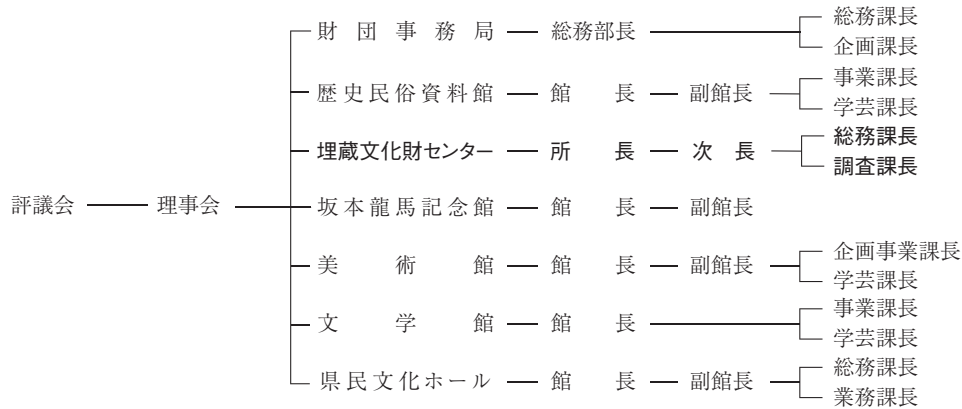 財団事務局 総務部長 総務課長
企画課長
歴史民俗資料館 館長 副館長 事業課長
学芸課長
埋蔵文化財センター 所長 次長 総務課長
調査課長
評議会 理事会 坂本龍馬記念館 館長 副館長
美術館 館長 副館長 企画事業課長
学芸課長
文学館 館長 事業課長
学芸課長
県民文化ホール 館長 副館長 総務課長
業務課長